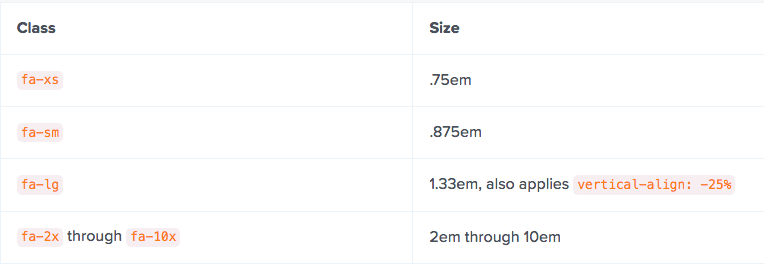 Class Size
fa-xs .75em
fa-sm .875em
fa-lg 1.33em, also applies vertical-align: -25%
fa-2x through fa-10x 2em through 10em